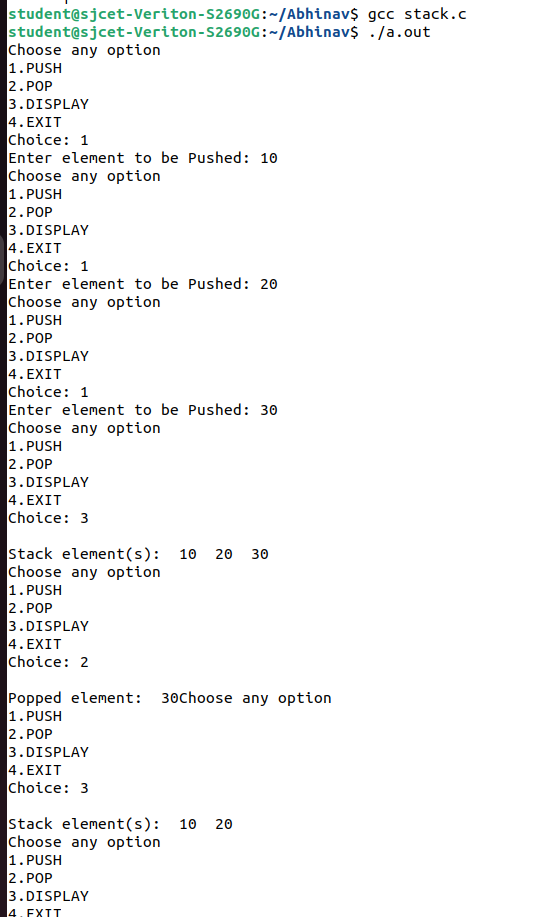 student@sjcet-Veriton-S2690G:~/Abhinav$ gcc stack.c
student@sjcet-Veriton-S2690G:~/Abhinav$ ./a.out
Choose any option
1.PUSH
2.POP
3.DISPLAY
4.EXIT
Choice: 1
Enter element to be Pushed: 10
Choose any option
1.PUSH
2.POP
3.DISPLAY
4.EXIT
Choice: 1
Enter element to be Pushed: 20
Choose any option
1.PUSH
2.POP
3.DISPLAY
4.EXIT
Choice: 1
Enter element to be Pushed: 30
Choose any option
1.PUSH
2.POP
3.DISPLAY
4.EXIT
Choice: 3
Stack element(s):  10  20  30
Choose any option
1.PUSH
2.POP
3.DISPLAY
4.EXIT
Choice: 2
Popped element:  30Choose any option
1.PUSH
2.POP
3.DISPLAY
4.EXIT
Choice: 3
Stack element(s):  10  20
Choose any option
1.PUSH
2.POP
3.DISPLAY
4.EXIT